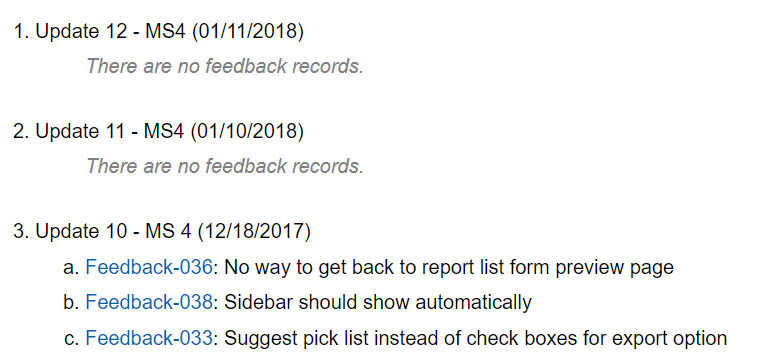 1. Update 12 - MS4 (01/11/2018)
There are no feedback records.
2. Update 11 - MS4 (01/10/2018)
There are no feedback records.
3. Update 10 - MS 4 (12/18/2017)
a. Feedback-036: No way to get back to report list form preview page
b. Feedback-038: Sidebar should show automatically
c. Feedback-033: Suggest pick list instead of check boxes for export option